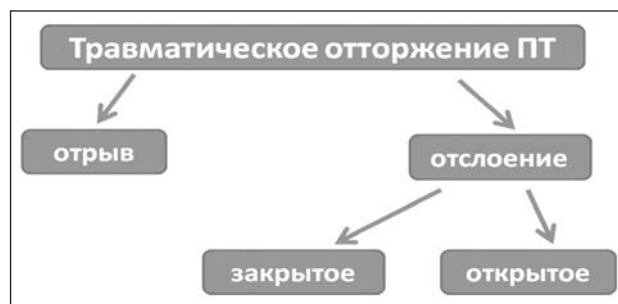 Травматическое отторжение ПТ
отрыв
отслоение
закрытое
открытое